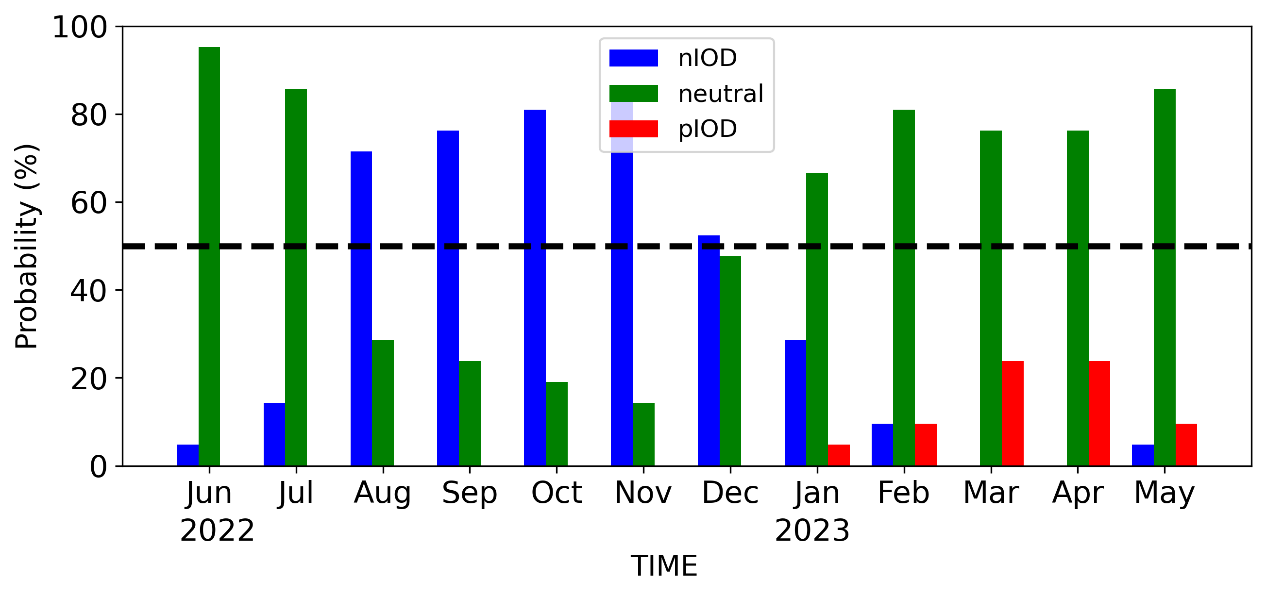 100
80
60
40
20
0
Probability (%)
nIOD
neutral
pIOD
Jun Jul Aug Sep Oct Nov Dec Jan Feb Mar Apr May
2022 2023
TIME